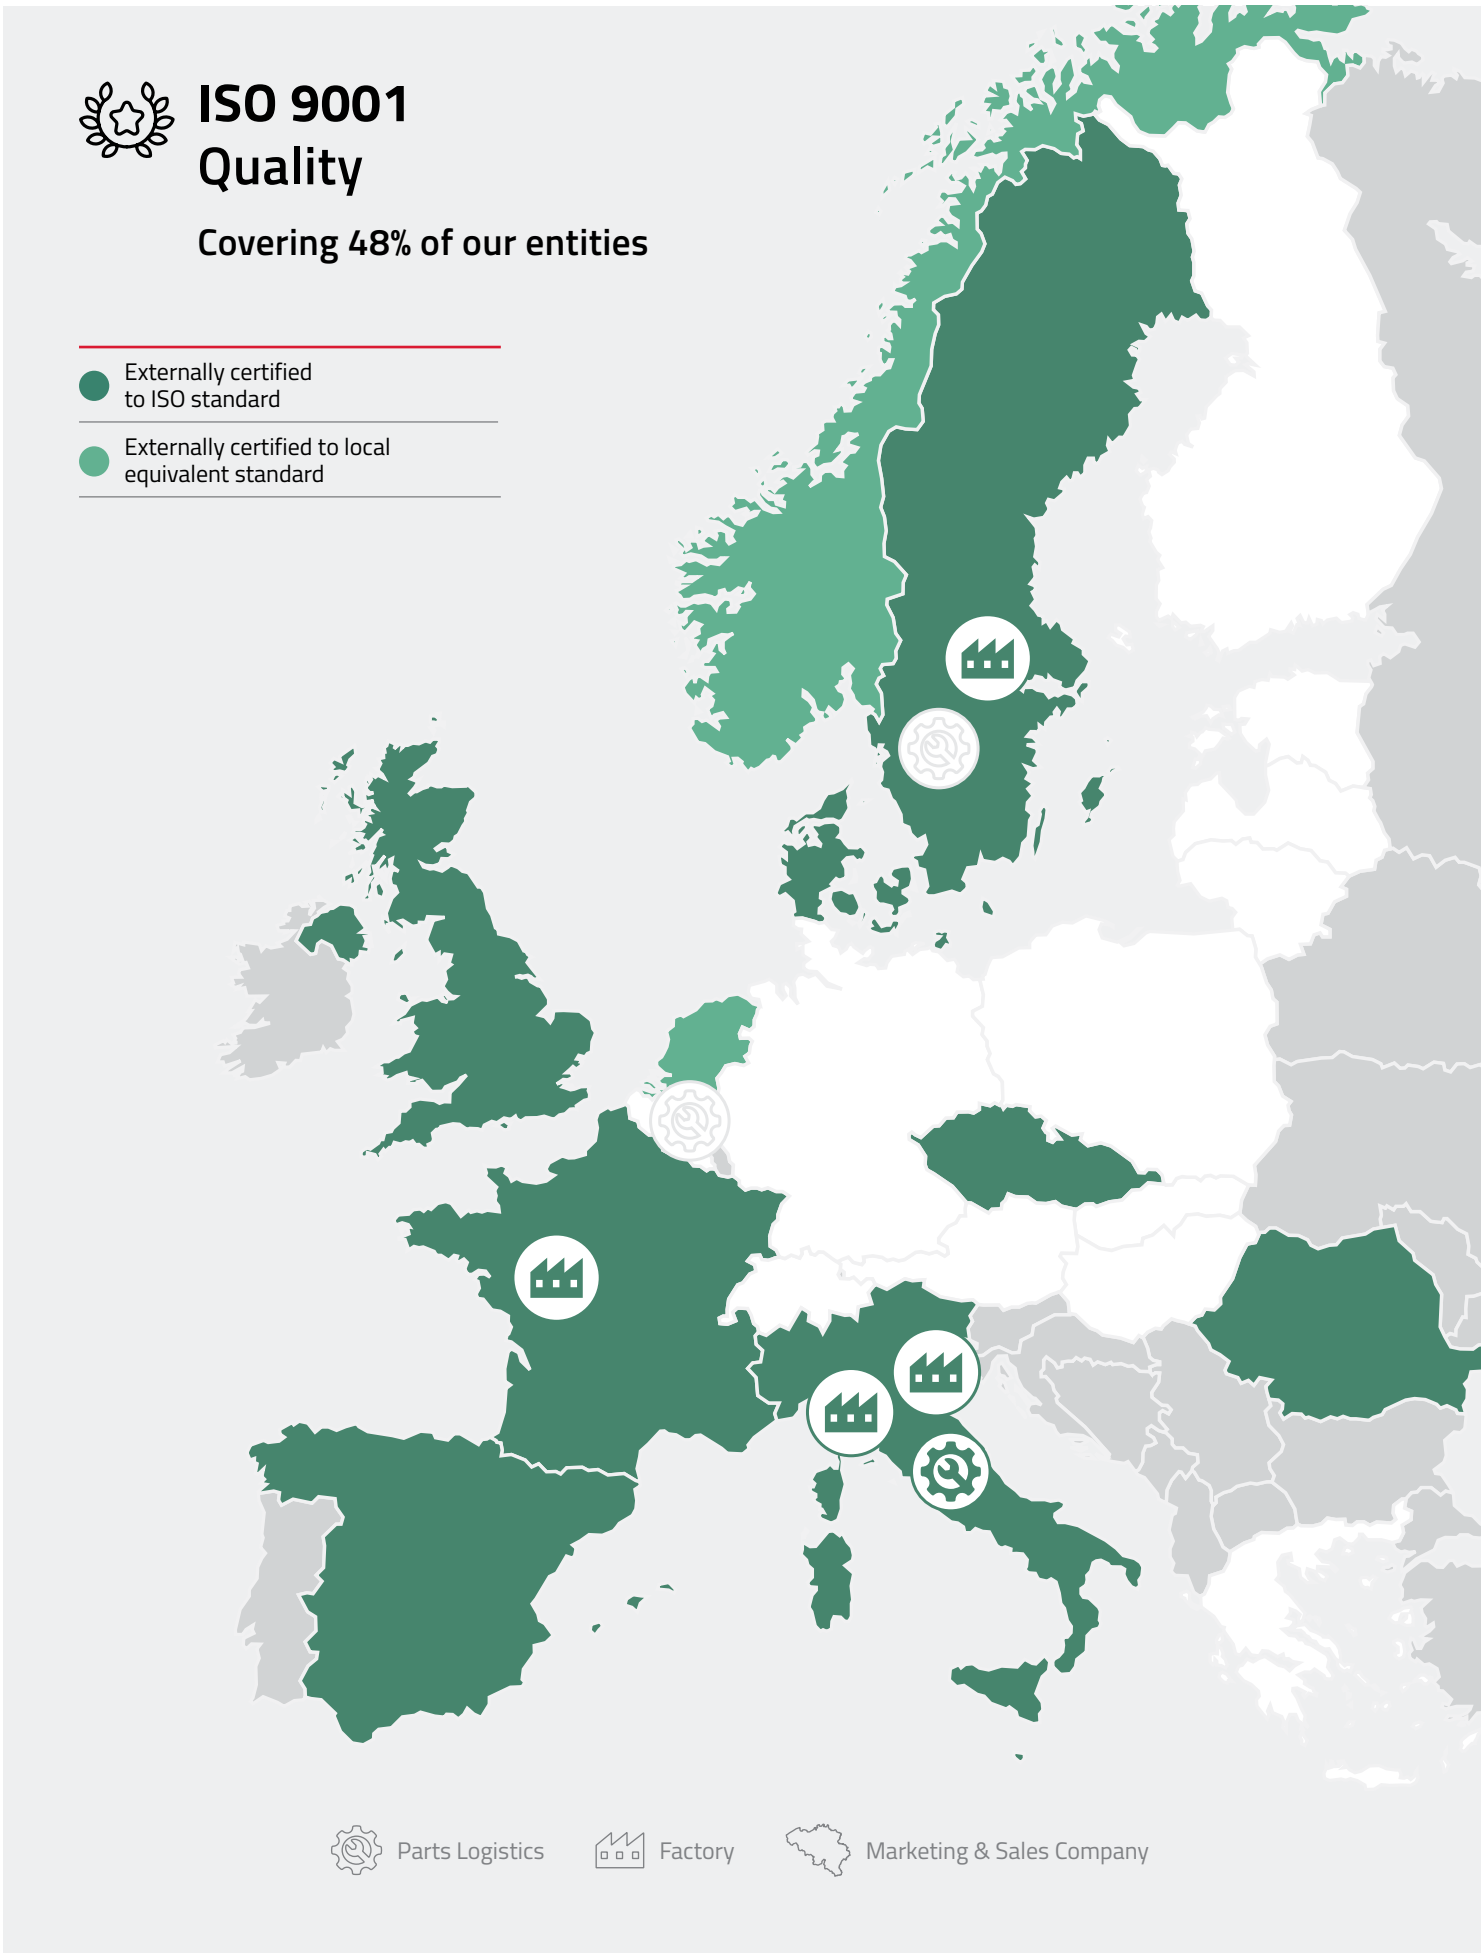 ISO 9001
Quality
Covering 48% of our entities
Externally certified
to ISO standard
Externally certified to local
equivalent standard
Parts Logistics
Factory
Marketing & Sales Company